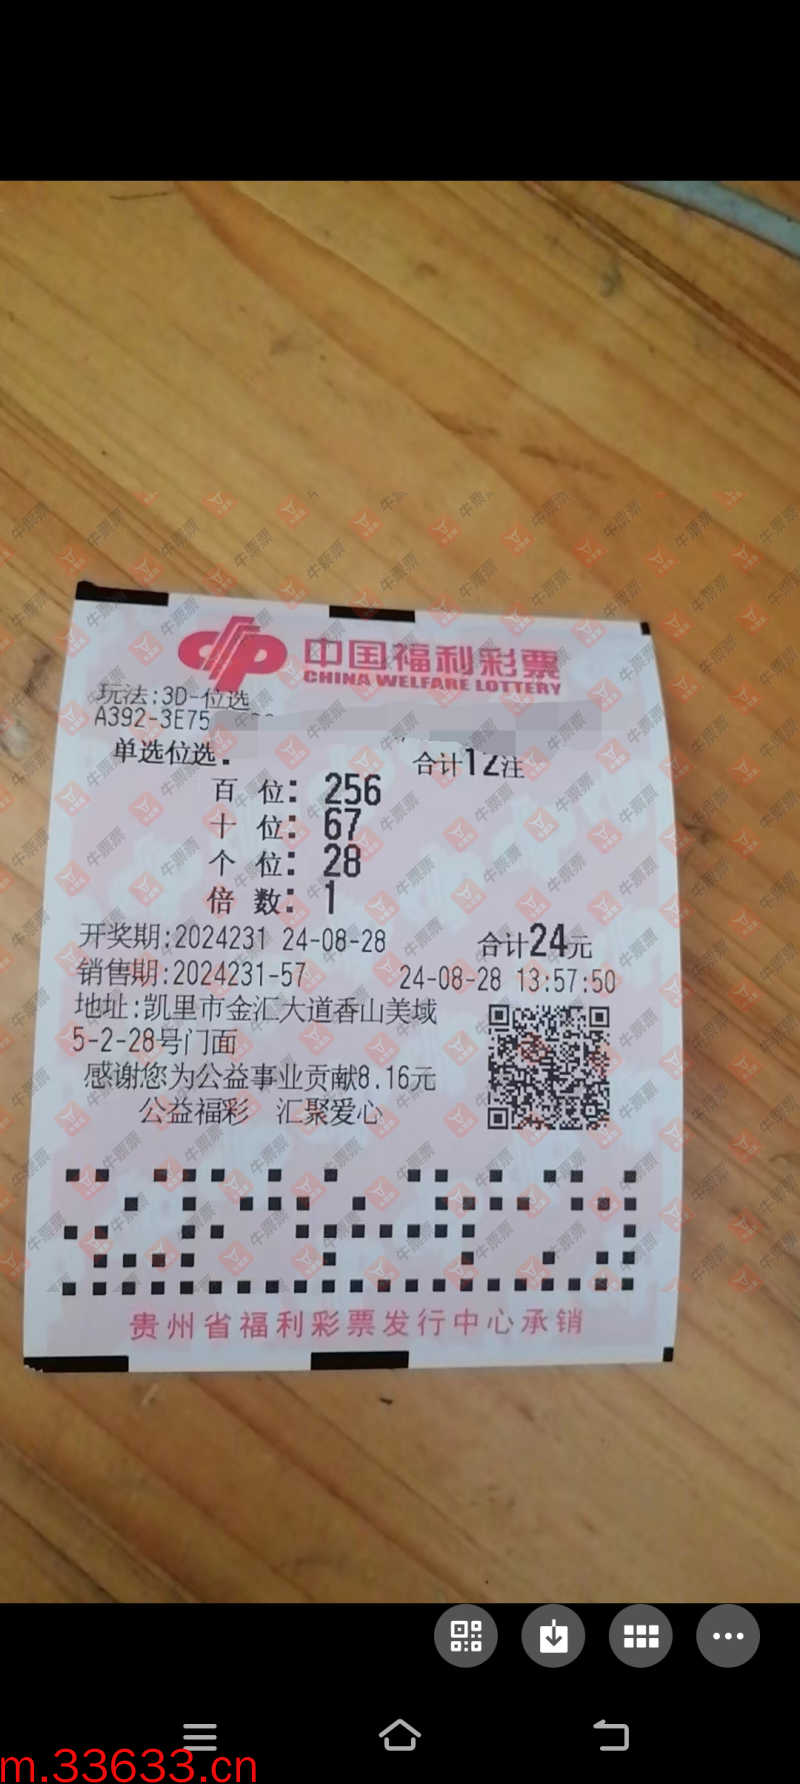 中国福利彩票
CHINA WELFARE LOTTERY
玩法:3D-位选
A392-3E75
单选位选:
合计12注
百 位: 256
十 位: 67
个 位: 28
倍 数: 1
开奖期:2024231 24-08-28
合计24元
销售期:2024231-57 24-08-28 13:57:50
地址:凯里市金汇大道香山美域
5-2-28号门面
感谢您为公益事业贡献8.16元
公益福彩 汇聚爱心
贵州省福利彩票发行中心承销
牛票票
m.33633.cn